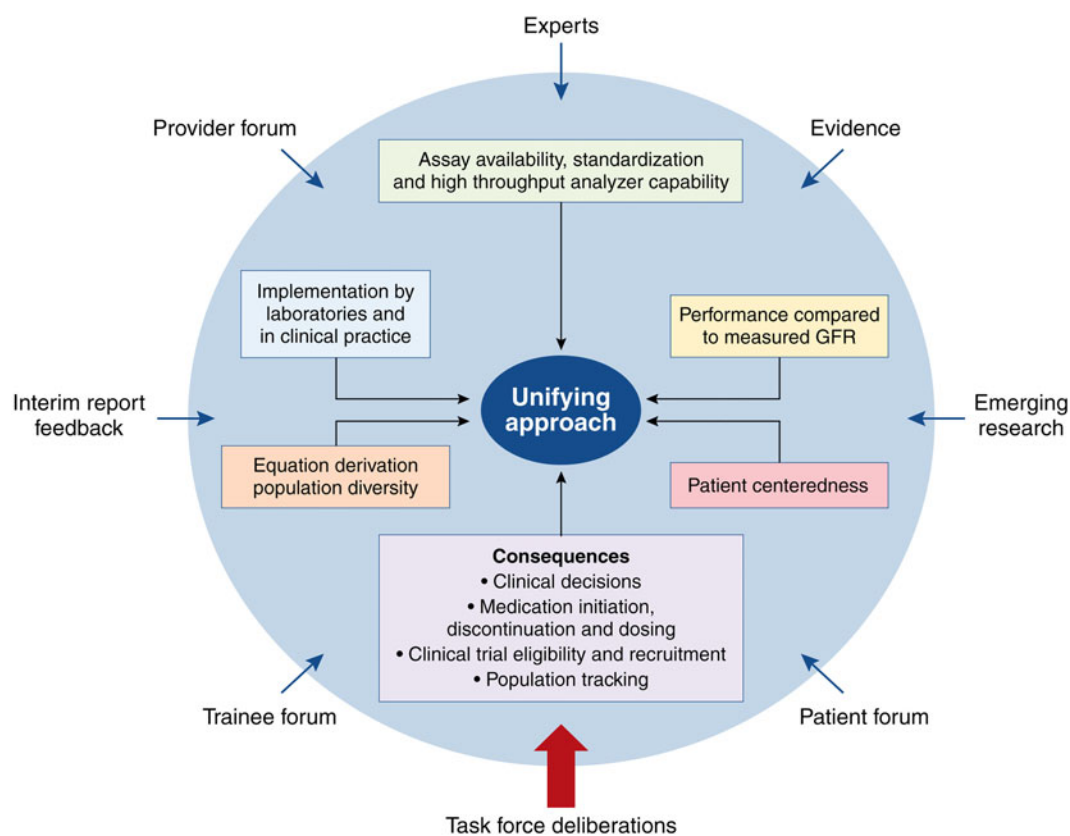 Experts
Provider forum
Evidence
Assay availability, standardization
and high throughput analyzer capability
Implementation by
laboratories and
in clinical practice
Performance compared
to measured GFR
Unifying
approach
Interim report
feedback
Emerging
research
Equation derivation
population diversity
Patient centeredness
Consequences
• Clinical decisions
• Medication initiation,
discontinuation and dosing
• Clinical trial eligibility and recruitment
• Population tracking
Trainee forum
Patient forum
Task force deliberations